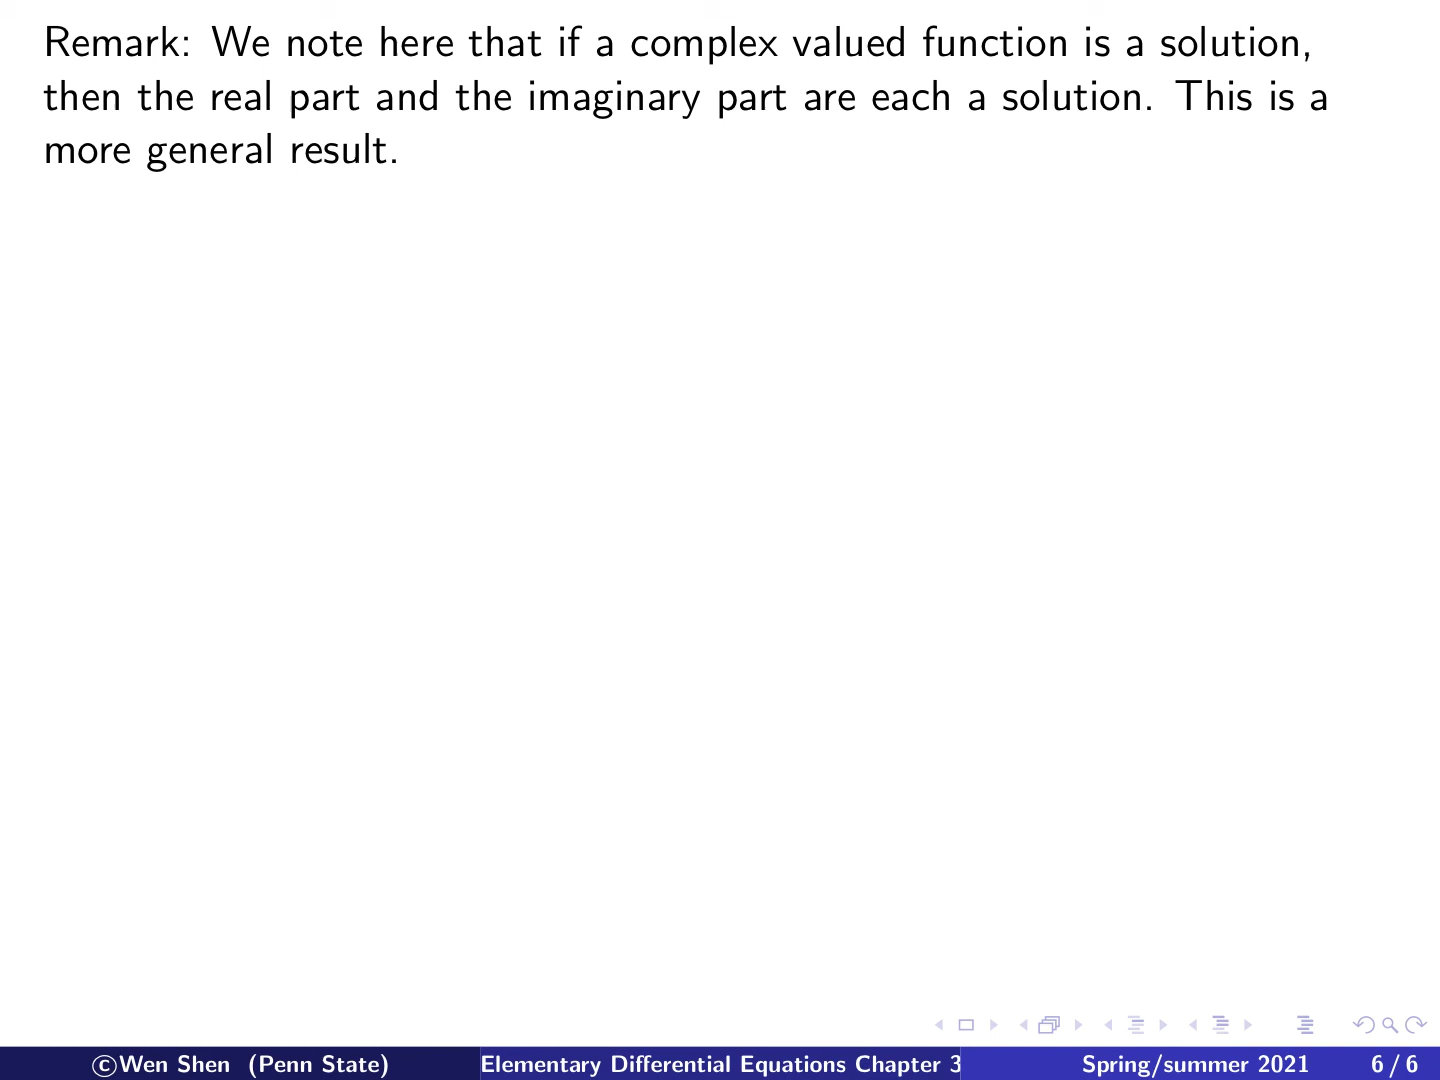 Remark: We note here that if a complex valued function is a solution,
then the real part and the imaginary part are each a solution. This is a
more general result.
©Wen Shen (Penn State) Elementary Differential Equations Chapter 3 Spring/summer 2021 6 / 6